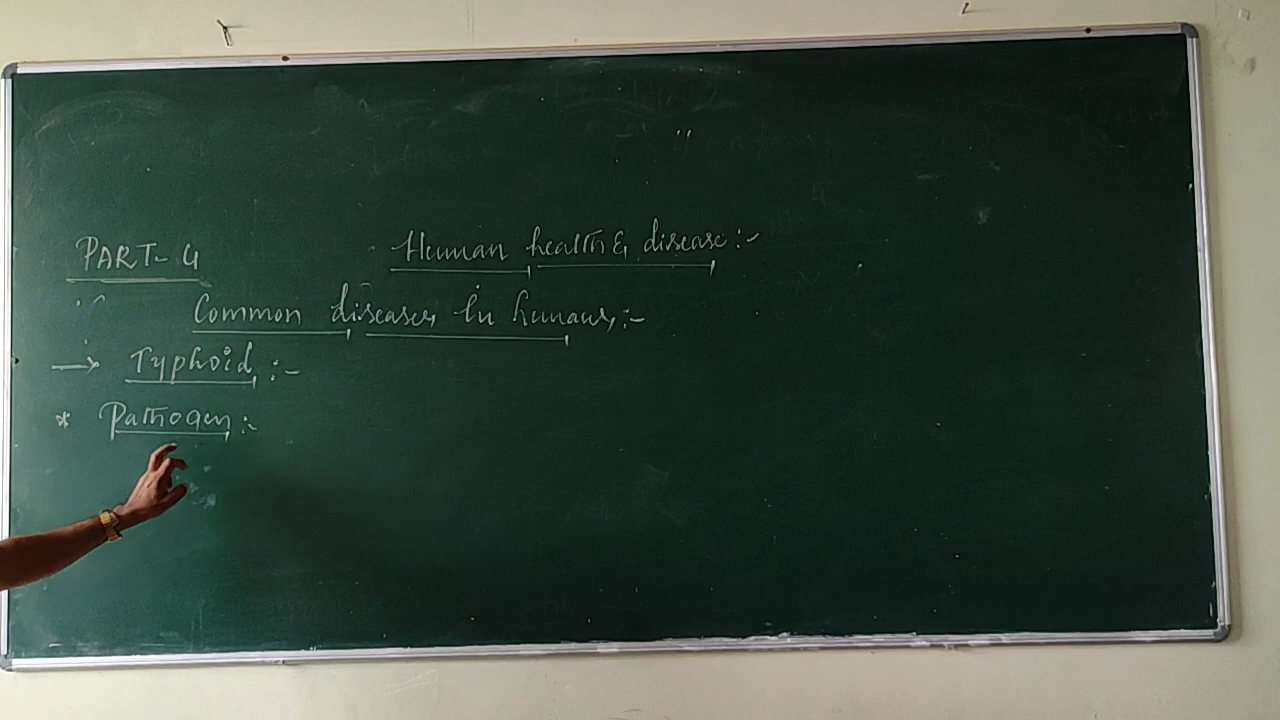 PART-4 Human health & disease:-
Common diseases in humans:-
→ Typhoid:-
* Pathogen:-